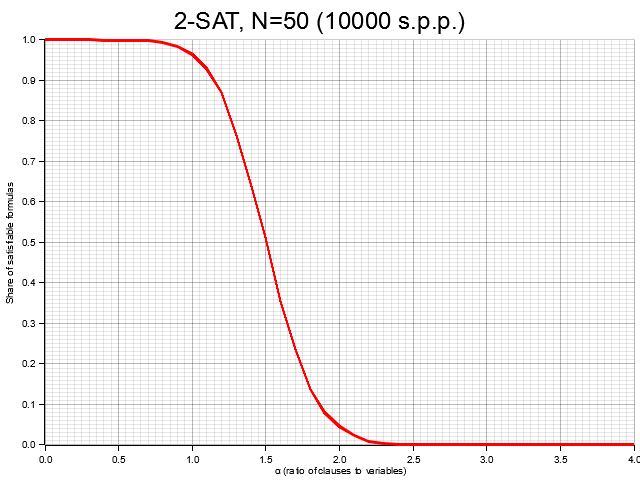 2-SAT, N=50 (10000 s.p.p.)
1.0
0.9
0.8
0.7
0.6
0.5
0.4
0.3
0.2
0.1
0.0
Share of satisfiable formulas
0.0 0.5 1.0 1.5 2.0 2.5 3.0 3.5 4.0
α (ratio of clauses to variables)